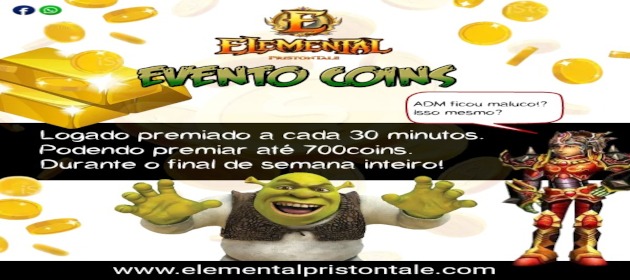 ELEMENTAL
PRISTONTALE
EVENTO COINS
ADM ficou maluco!?
Isso mesmo?
Logado premiado a cada 30 minutos.
Podendo premiar até 700coins.
Durante o final de semana inteiro!
www.elementalpristontale.com